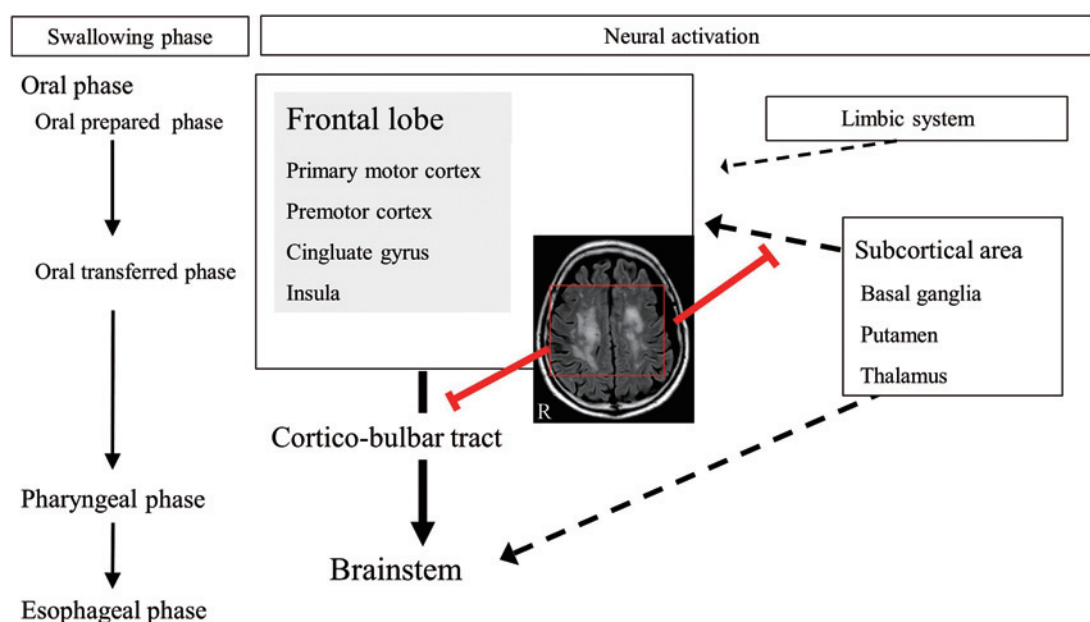 Swallowing phase
Neural activation
Oral phase
Oral prepared phase
Oral transferred phase
Pharyngeal phase
Esophageal phase
Frontal lobe
Primary motor cortex
Premotor cortex
Cingluate gyrus
Insula
R
Cortico-bulbar tract
Brainstem
Limbic system
Subcortical area
Basal ganglia
Putamen
Thalamus